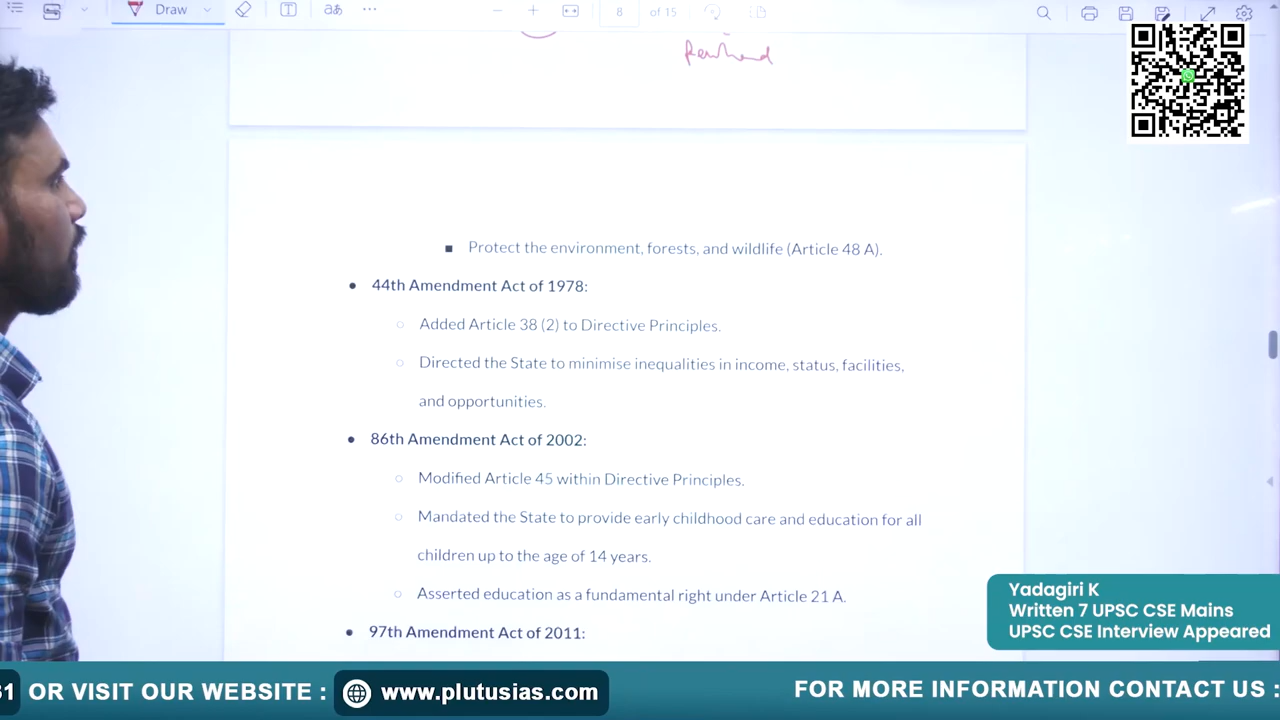 Draw
aあ
8 of 15
■ Protect the environment, forests, and wildlife (Article 48 A).
• 44th Amendment Act of 1978:
○ Added Article 38 (2) to Directive Principles.
○ Directed the State to minimise inequalities in income, status, facilities,
and opportunities.
• 86th Amendment Act of 2002:
○ Modified Article 45 within Directive Principles.
○ Mandated the State to provide early childhood care and education for all
children up to the age of 14 years.
○ Asserted education as a fundamental right under Article 21 A.
• 97th Amendment Act of 2011:
Yadagiri K
Written 7 UPSC CSE Mains
UPSC CSE Interview Appeared
OR VISIT OUR WEBSITE : www.plutusias.com
FOR MORE INFORMATION CONTACT US :